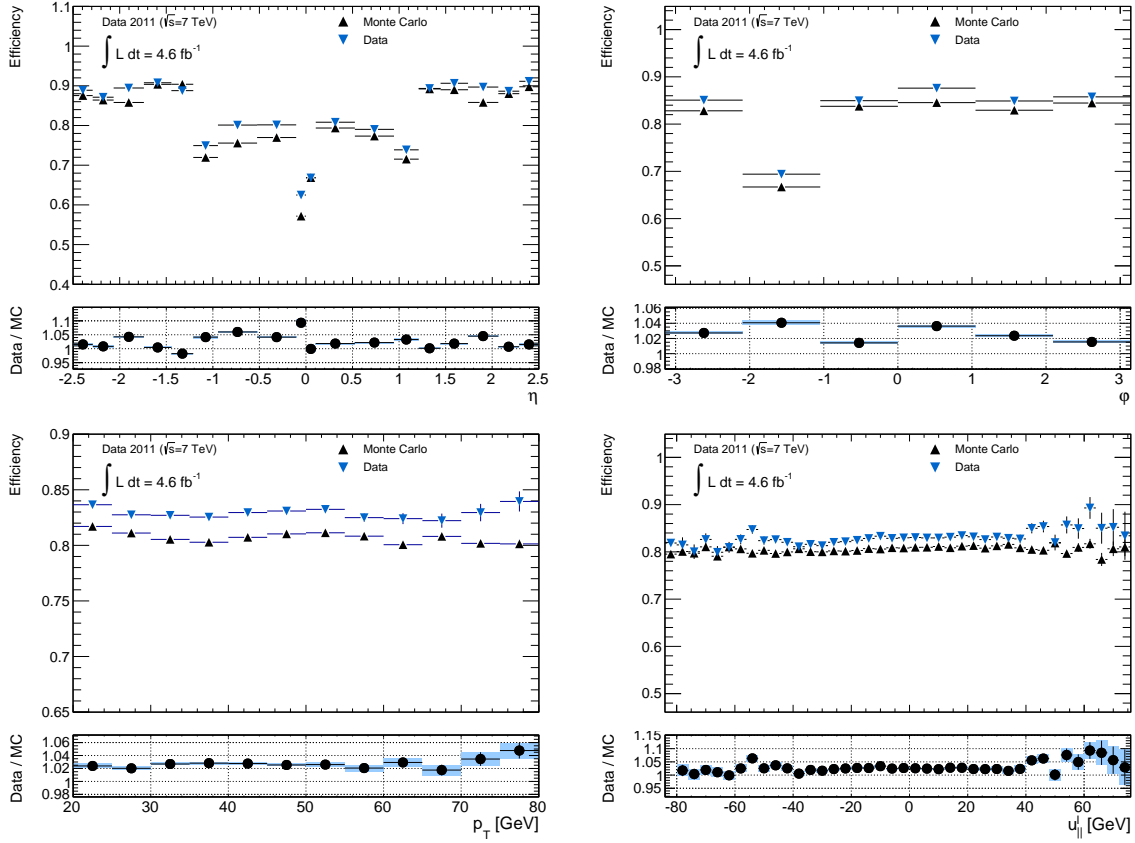 Efficiency
1.1
1
0.9
0.8
0.7
0.6
0.5
0.4
Data 2011 (√s=7 TeV)
∫ L dt = 4.6 fb⁻¹
Monte Carlo
Data
Data / MC
1.1
1.05
1
0.95
-2.5 -2 -1.5 -1 -0.5 0 0.5 1 1.5 2 2.5
η
Efficiency
1
0.9
0.8
0.7
0.6
0.5
Data 2011 (√s=7 TeV)
∫ L dt = 4.6 fb⁻¹
Monte Carlo
Data
Data / MC
1.06
1.04
1.02
1
0.98
-3 -2 -1 0 1 2 3
φ
Efficiency
0.9
0.85
0.8
0.75
0.7
0.65
Data 2011 (√s=7 TeV)
∫ L dt = 4.6 fb⁻¹
Monte Carlo
Data
Data / MC
1.06
1.04
1.02
1
0.98
20 30 40 50 60 70 80
p_T [GeV]
Efficiency
1
0.9
0.8
0.7
0.6
0.5
Data 2011 (√s=7 TeV)
∫ L dt = 4.6 fb⁻¹
Monte Carlo
Data
Data / MC
1.15
1.1
1.05
1
0.95
-80 -60 -40 -20 0 20 40 60
u_||^l [GeV]